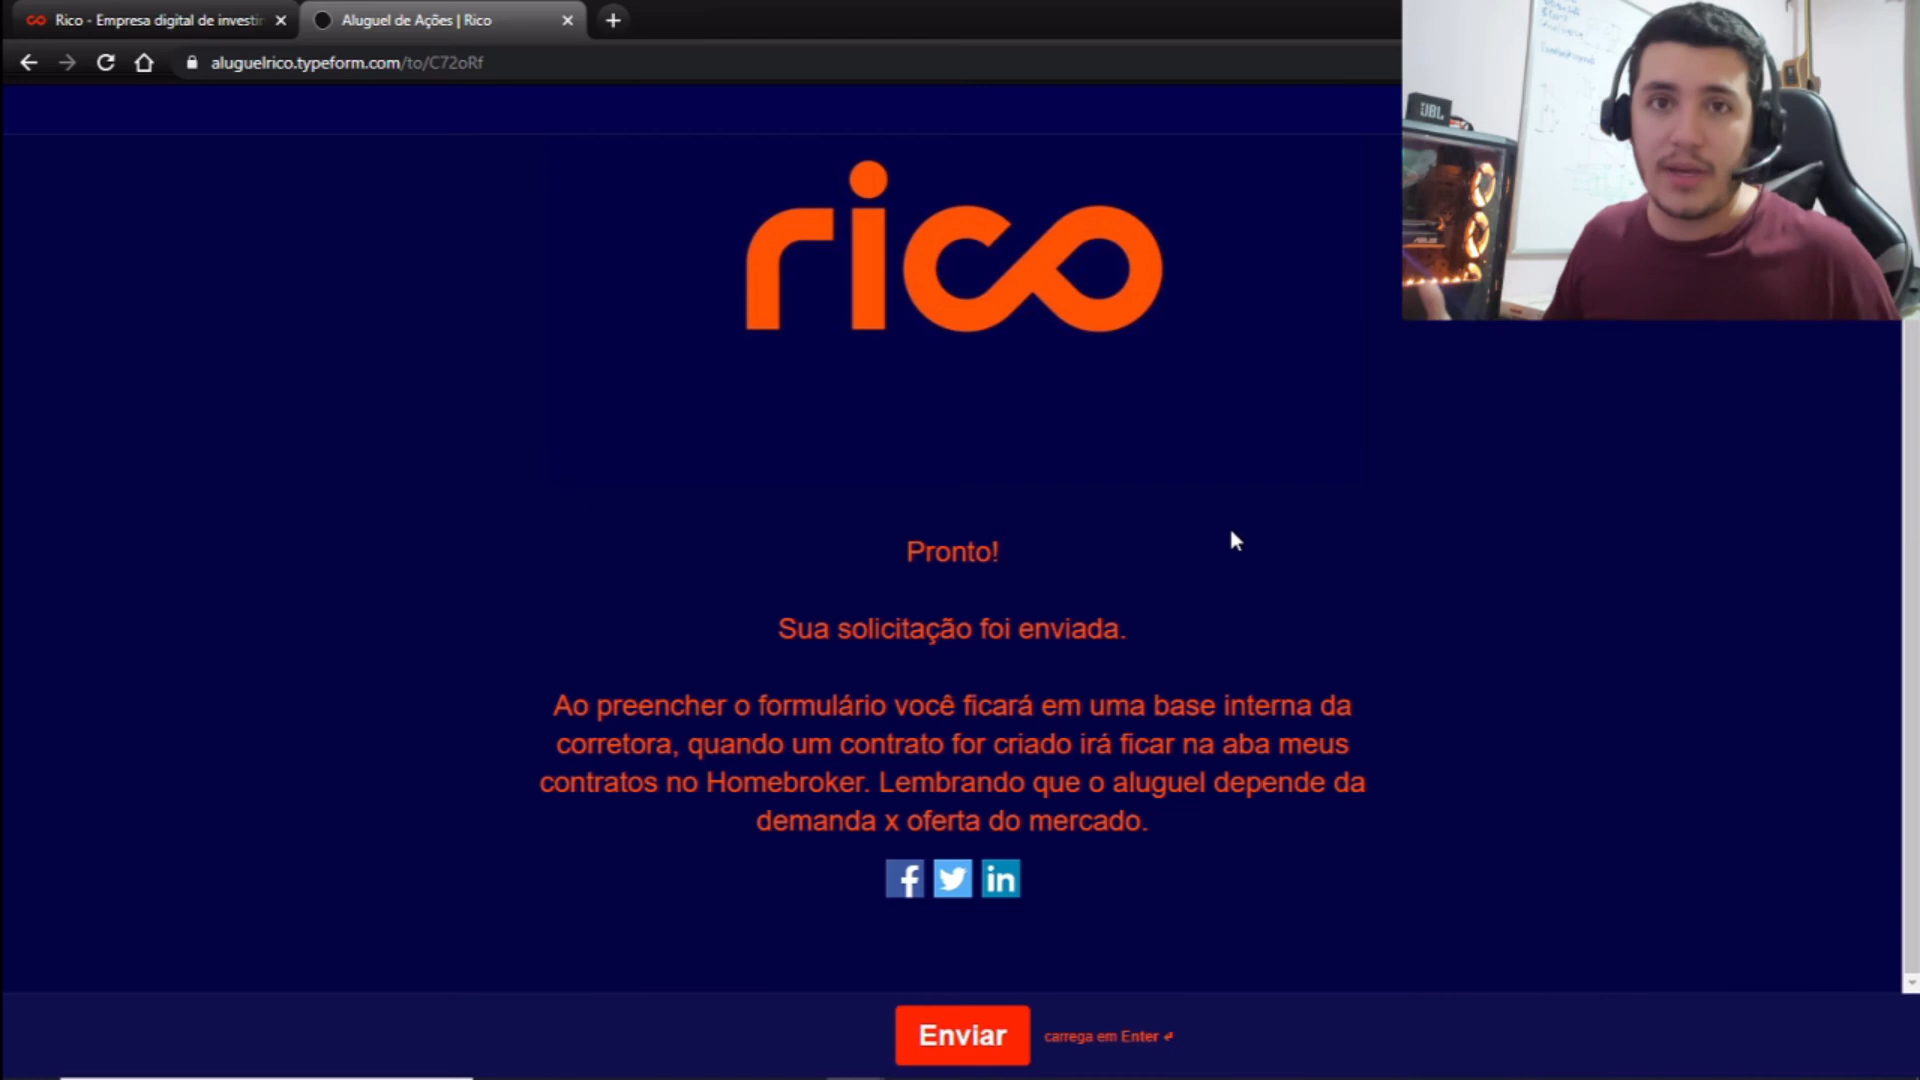 Rico - Empresa digital de investi
Aluguel de Ações | Rico
aluguelrico.typeform.com/to/C72oRf
JBL
rico
Pronto!
Sua solicitação foi enviada.
Ao preencher o formulário você ficará em uma base interna da
corretora, quando um contrato for criado irá ficar na aba meus
contratos no Homebroker. Lembrando que o aluguel depende da
demanda x oferta do mercado.
Enviar
carrega em Enter ↵